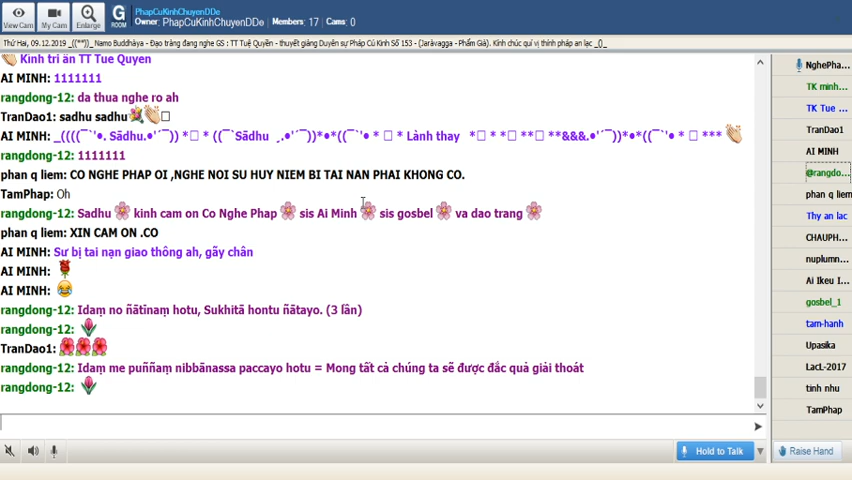 View Cam
My Cam
Enlarge
G
ROOM
PhapCuKinhChuyenDDe
Owner: PhapCuKinhChuyenDDe Members: 17 Cams: 0
Thứ Hai, 09.12.2019 _((**))_ Namo Buddhàya - Đạo tràng đang nghe GS : TT Tuệ Quyền - thuyết giảng Duyên sự Pháp Cú Kinh Số 153 - (Jaràvagga - Phẩm Già). Kinh chúc quí vị thính pháp an lạc _()_
Kinh tri ân TT Tue Quyen
AI MINH: 1111111
rangdong-12: da thua nghe ro ah
TranDao1: sadhu sadhu
AI MINH: _((((¯`'•. Sādhu.•'´¯)) *□ * ((¯`Sādhu ¸.•'´¯)*•*((¯`'• * □ * Lành thay *□ * *□ **□ **&&&.•'´¯)*•*((¯`'• * □ ***
rangdong-12: 1111111
phan q liem: CO NGHE PHAP OI ,NGHE NOI SU HUY NIEM BI TAI NAN PHAI KHONG CO.
TamPhap: Oh
rangdong-12: Sadhu kinh cam on Co Nghe Phap sis Ai Minh sis gosbel va dao trang
phan q liem: XIN CAM ON .CO
AI MINH: Sư bị tai nạn giao thông ah, gãy chân
AI MINH:
AI MINH:
rangdong-12: Idaṃ no ñātīnaṃ hotu, Sukhitā hontu ñātayo. (3 lần)
rangdong-12:
TranDao1:
rangdong-12: Idaṃ me puññaṃ nibbānassa paccayo hotu = Mong tất cả chúng ta sẽ được đắc quả giải thoát
rangdong-12:
Hold to Talk
Raise Hand
NghePha...
TK minh...
TK Tue ...
TranDao1
AI MINH
@rangdo...
phan q liem
Thy an lac
CHAUPH...
nuplumn...
Ai Ikeu I ...
gosbel_1
tam-hanh
Upasika
LacL-2017
tinh nhu
TamPhap